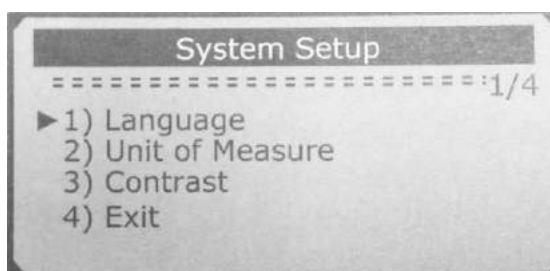 System Setup
========================:1/4
►1) Language
2) Unit of Measure
3) Contrast
4) Exit